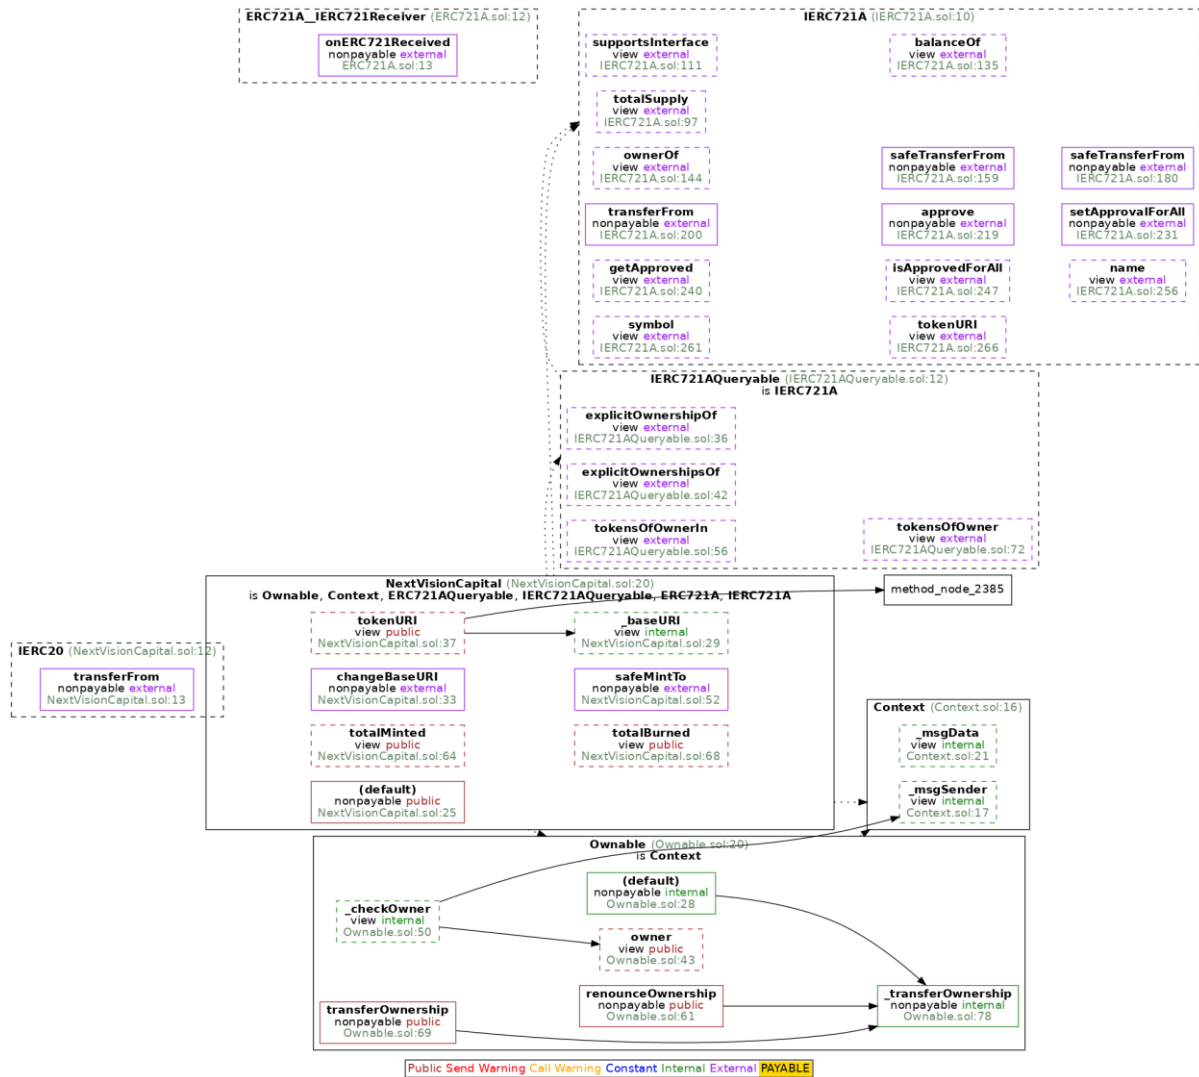 ERC721A__IERC721Receiver (ERC721A.sol:12)
onERC721Received
nonpayable external
ERC721A.sol:13
IERC721A (IERC721A.sol:10)
supportsInterface
view external
IERC721A.sol:111
balanceOf
view external
IERC721A.sol:135
totalSupply
view external
IERC721A.sol:97
ownerOf
view external
IERC721A.sol:144
safeTransferFrom
nonpayable external
IERC721A.sol:159
safeTransferFrom
nonpayable external
IERC721A.sol:180
transferFrom
nonpayable external
IERC721A.sol:200
approve
nonpayable external
IERC721A.sol:219
setApprovalForAll
nonpayable external
IERC721A.sol:231
getApproved
view external
IERC721A.sol:240
isApprovedForAll
view external
IERC721A.sol:247
name
view external
IERC721A.sol:256
symbol
view external
IERC721A.sol:261
tokenURI
view external
IERC721A.sol:266
IERC721AQueryable (IERC721AQueryable.sol:12)
is IERC721A
explicitOwnershipOf
view external
IERC721AQueryable.sol:36
explicitOwnershipsOf
view external
IERC721AQueryable.sol:42
tokensOfOwnerIn
view external
IERC721AQueryable.sol:56
tokensOfOwner
view external
IERC721AQueryable.sol:72
NextVisionCapital (NextVisionCapital.sol:20)
is Ownable, Context, ERC721AQueryable, IERC721AQueryable, ERC721A, IERC721A
method_node_2385
tokenURI
view public
NextVisionCapital.sol:37
_baseURI
view internal
NextVisionCapital.sol:29
IERC20 (NextVisionCapital.sol:12)
transferFrom
nonpayable external
NextVisionCapital.sol:13
changeBaseURI
nonpayable external
NextVisionCapital.sol:33
safeMintTo
nonpayable external
NextVisionCapital.sol:52
totalMinted
view public
NextVisionCapital.sol:64
totalBurned
view public
NextVisionCapital.sol:68
(default)
nonpayable public
NextVisionCapital.sol:25
Context (Context.sol:16)
_msgData
view internal
Context.sol:21
_msgSender
view internal
Context.sol:17
Ownable (Ownable.sol:20)
is Context
(default)
nonpayable internal
Ownable.sol:28
_checkOwner
view internal
Ownable.sol:50
owner
view public
Ownable.sol:43
transferOwnership
nonpayable public
Ownable.sol:69
renounceOwnership
nonpayable public
Ownable.sol:61
_transferOwnership
nonpayable internal
Ownable.sol:78
Public Send Warning Call Warning Constant Internal External PAYABLE